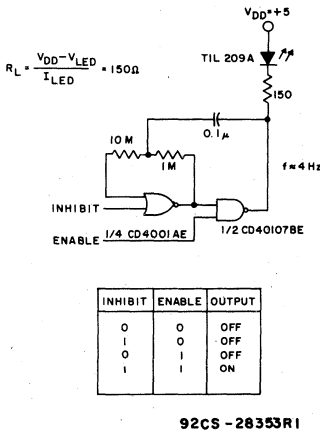 V_DD=+5
TIL 209A
R_L = V_DD-V_LED / I_LED = 150Ω
150
0.1μ
10 M
1M
f≈4Hz
INHIBIT
ENABLE
1/4 CD4001AE
1/2 CD40107BE
INHIBIT ENABLE OUTPUT
0 0 OFF
1 0 OFF
0 1 OFF
1 1 ON
92CS-28353R1